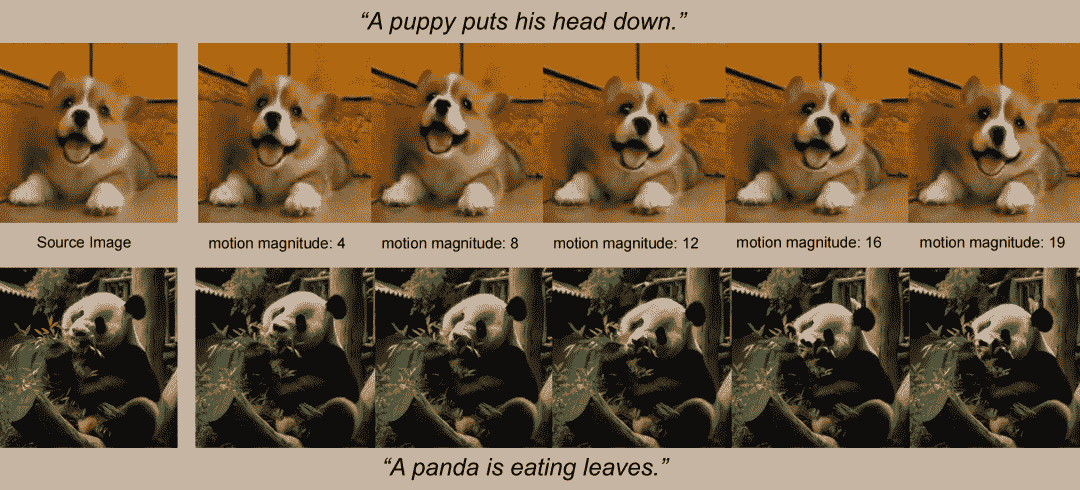 “A puppy puts his head down.”
Source Image
motion magnitude: 4
motion magnitude: 8
motion magnitude: 12
motion magnitude: 16
motion magnitude: 19
“A panda is eating leaves.”